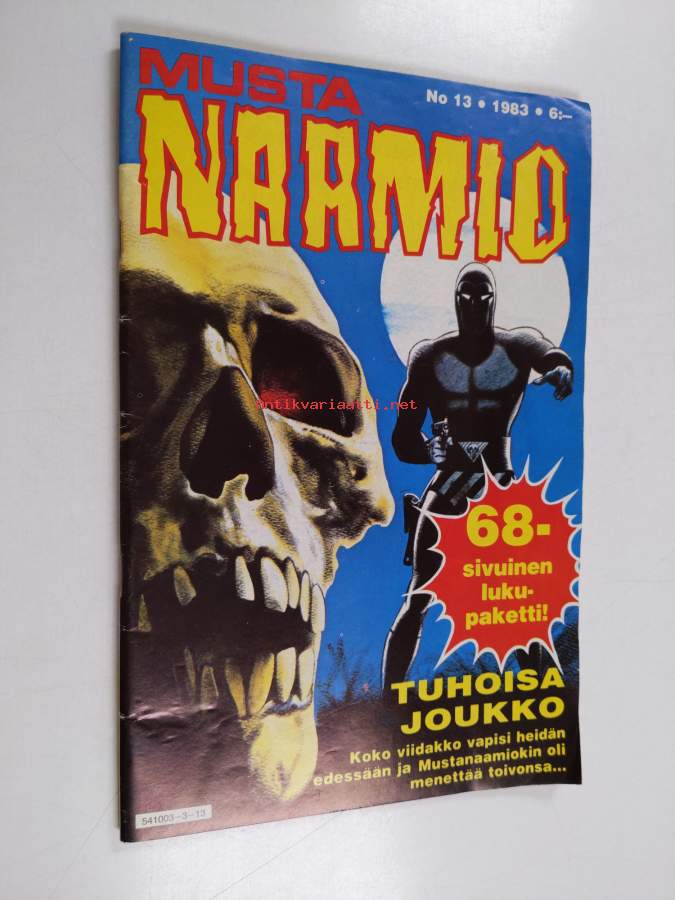 MUSTA
No 13 • 1983 • 6:–
NAAMIO
antikvariaatti.net
68-
sivuinen
luku-
paketti!
TUHOISA
JOUKKO
Koko viidakko vapisi heidän
edessään ja Mustanaamiokin oli
menettää toivonsa...
541003-3-13